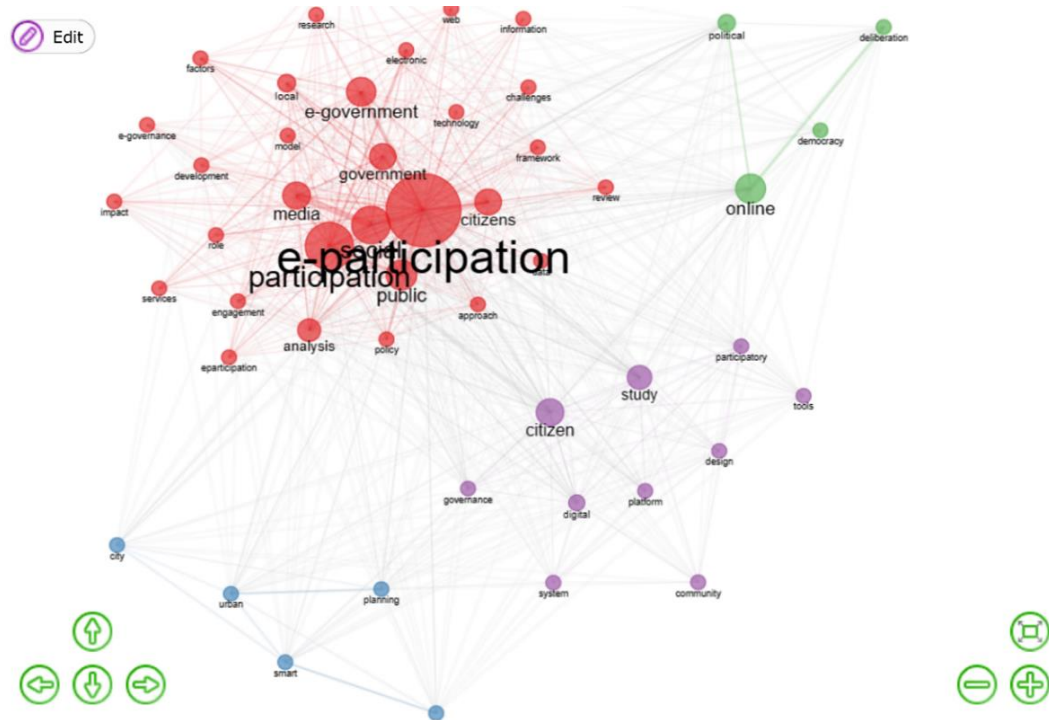 Edit
research
web
information
political
deliberation
factors
electronic
local
e-government
challenges
technology
e-governance
model
democracy
framework
development
government
impact
media
citizens
review
online
role
social
e-participation
data
participation
public
services
engagement
approach
analysis
policy
eparticipation
participatory
study
tools
citizen
design
governance
platform
digital
city
urban
planning
system
community
smart